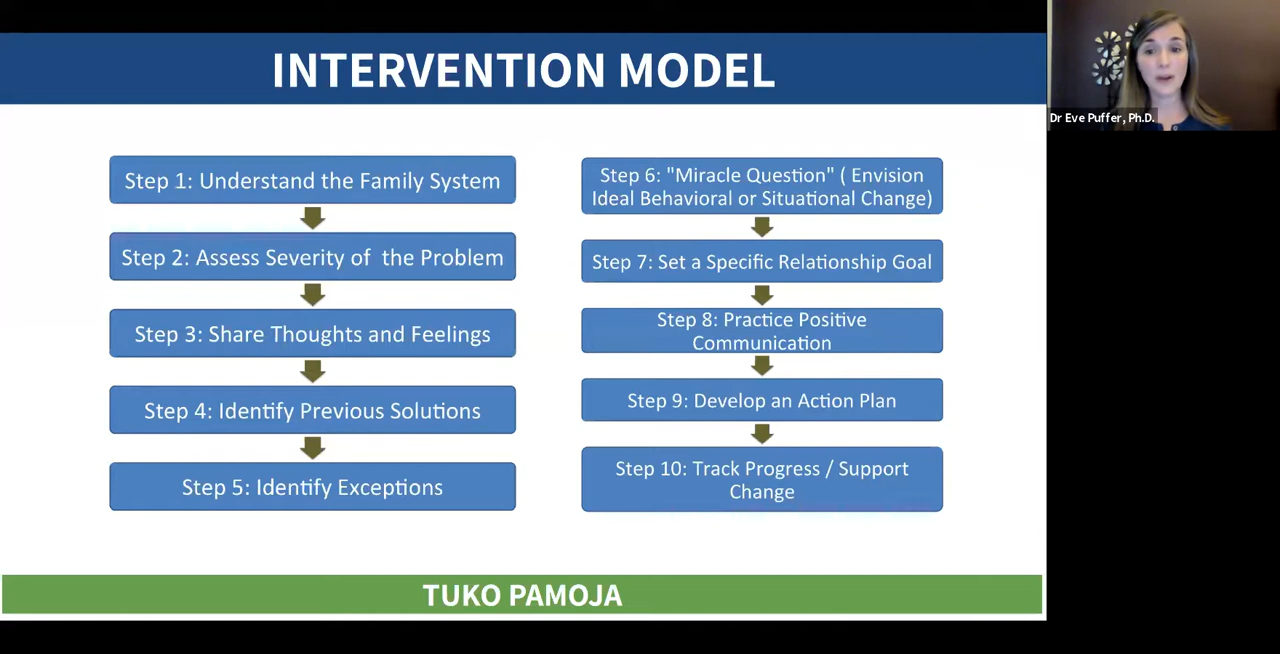 INTERVENTION MODEL
Dr Eve Puffer, Ph.D.
Step 1: Understand the Family System
Step 2: Assess Severity of  the Problem
Step 3: Share Thoughts and Feelings
Step 4: Identify Previous Solutions
Step 5: Identify Exceptions
Step 6: "Miracle Question" ( Envision
Ideal Behavioral or Situational Change)
Step 7: Set a Specific Relationship Goal
Step 8: Practice Positive
Communication
Step 9: Develop an Action Plan
Step 10: Track Progress / Support
Change
TUKO PAMOJA